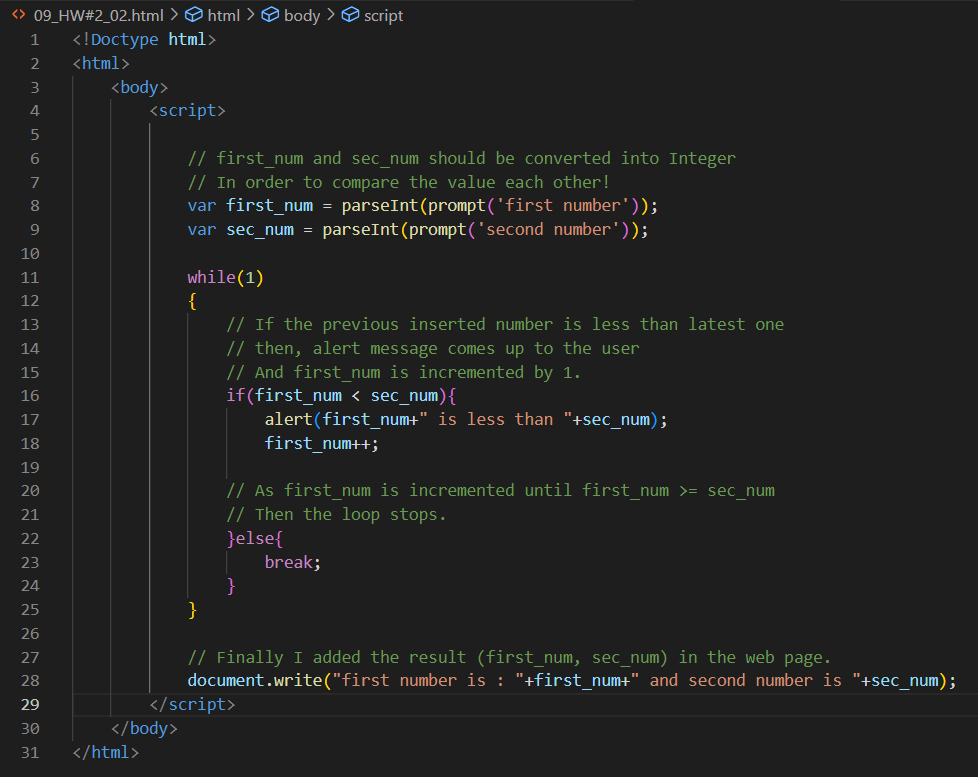 09_HW#2_02.html > html > body > script
1 <!Doctype html>
2 <html>
3 <body>
4 <script>
5
6 // first_num and sec_num should be converted into Integer
7 // In order to compare the value each other!
8 var first_num = parseInt(prompt('first number'));
9 var sec_num = parseInt(prompt('second number'));
10
11 while(1)
12 {
13 // If the previous inserted number is less than latest one
14 // then, alert message comes up to the user
15 // And first_num is incremented by 1.
16 if(first_num < sec_num){
17 alert(first_num+" is less than "+sec_num);
18 first_num++;
19
20 // As first_num is incremented until first_num >= sec_num
21 // Then the loop stops.
22 }else{
23 break;
24 }
25 }
26
27 // Finally I added the result (first_num, sec_num) in the web page.
28 document.write("first number is : "+first_num+" and second number is "+sec_num);
29 </script>
30 </body>
31 </html>